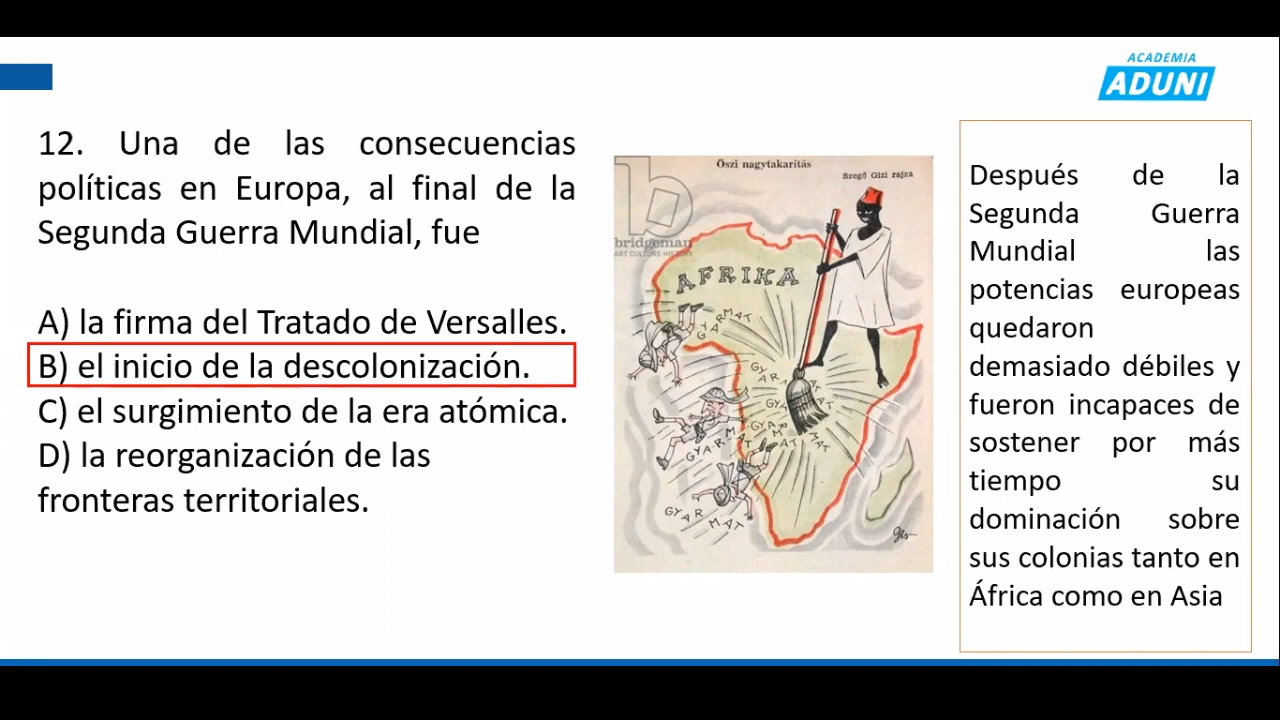 ACADEMIA
ADUNI
12. Una de las consecuencias
políticas en Europa, al final de la
Segunda Guerra Mundial, fue
A) la firma del Tratado de Versalles.
B) el inicio de la descolonización.
C) el surgimiento de la era atómica.
D) la reorganización de las
fronteras territoriales.
Őszi nagytakarítás
Szegő Gizi rajza
b
bridgeman
ART CULTURE HISTORY
AFRIKA
GYARMAT
GYARMAT
GYARMAT
GYARMAT
GYARMAT
GYARMAT
Después de la
Segunda Guerra
Mundial las
potencias europeas
quedaron
demasiado débiles y
fueron incapaces de
sostener por más
tiempo su
dominación sobre
sus colonias tanto en
África como en Asia